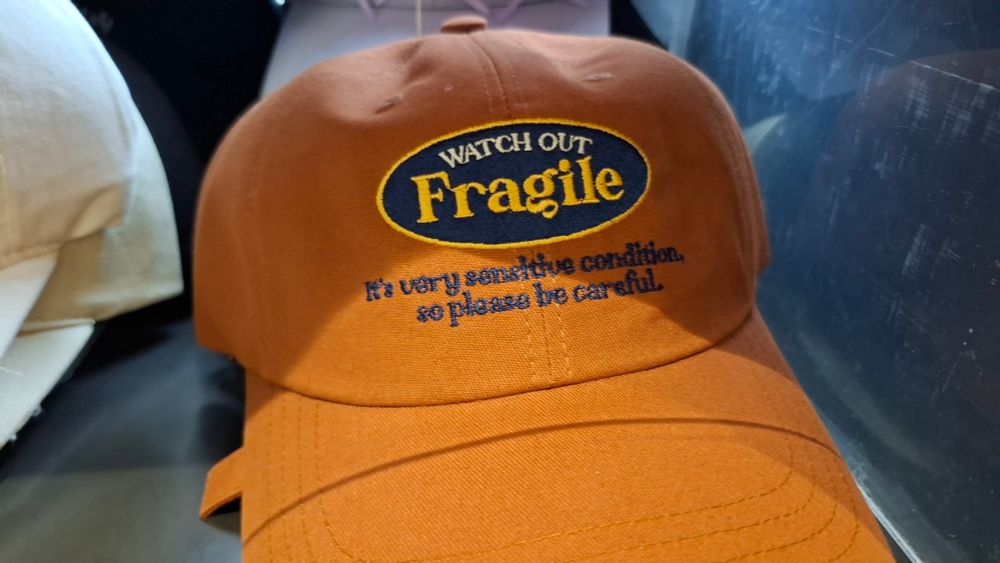 WATCH OUT
Fragile
It's very sensitive condition,
so please be careful.